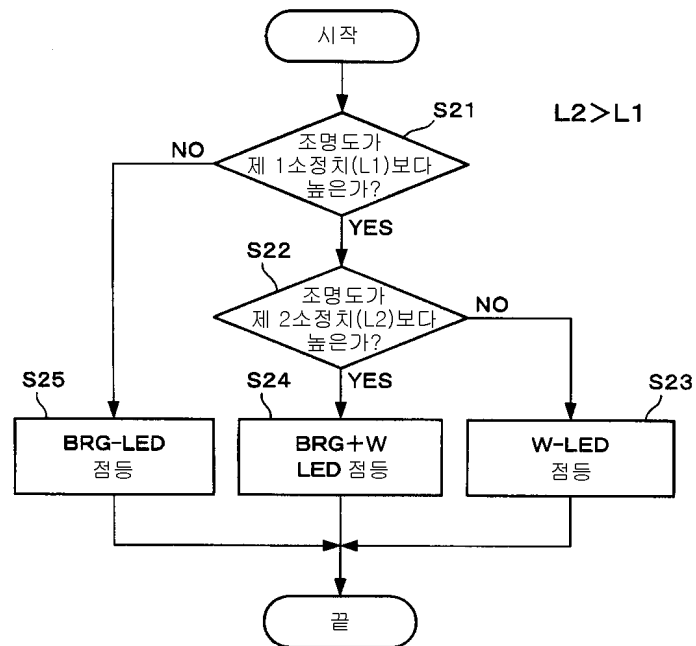 시작
S21
L2>L1
조명도가
제 1소정치(L1)보다
높은가?
NO
YES
S22
조명도가
제 2소정치(L2)보다
높은가?
NO
YES
S25
S24
S23
BRG-LED
점등
BRG+W
LED 점등
W-LED
점등
끝